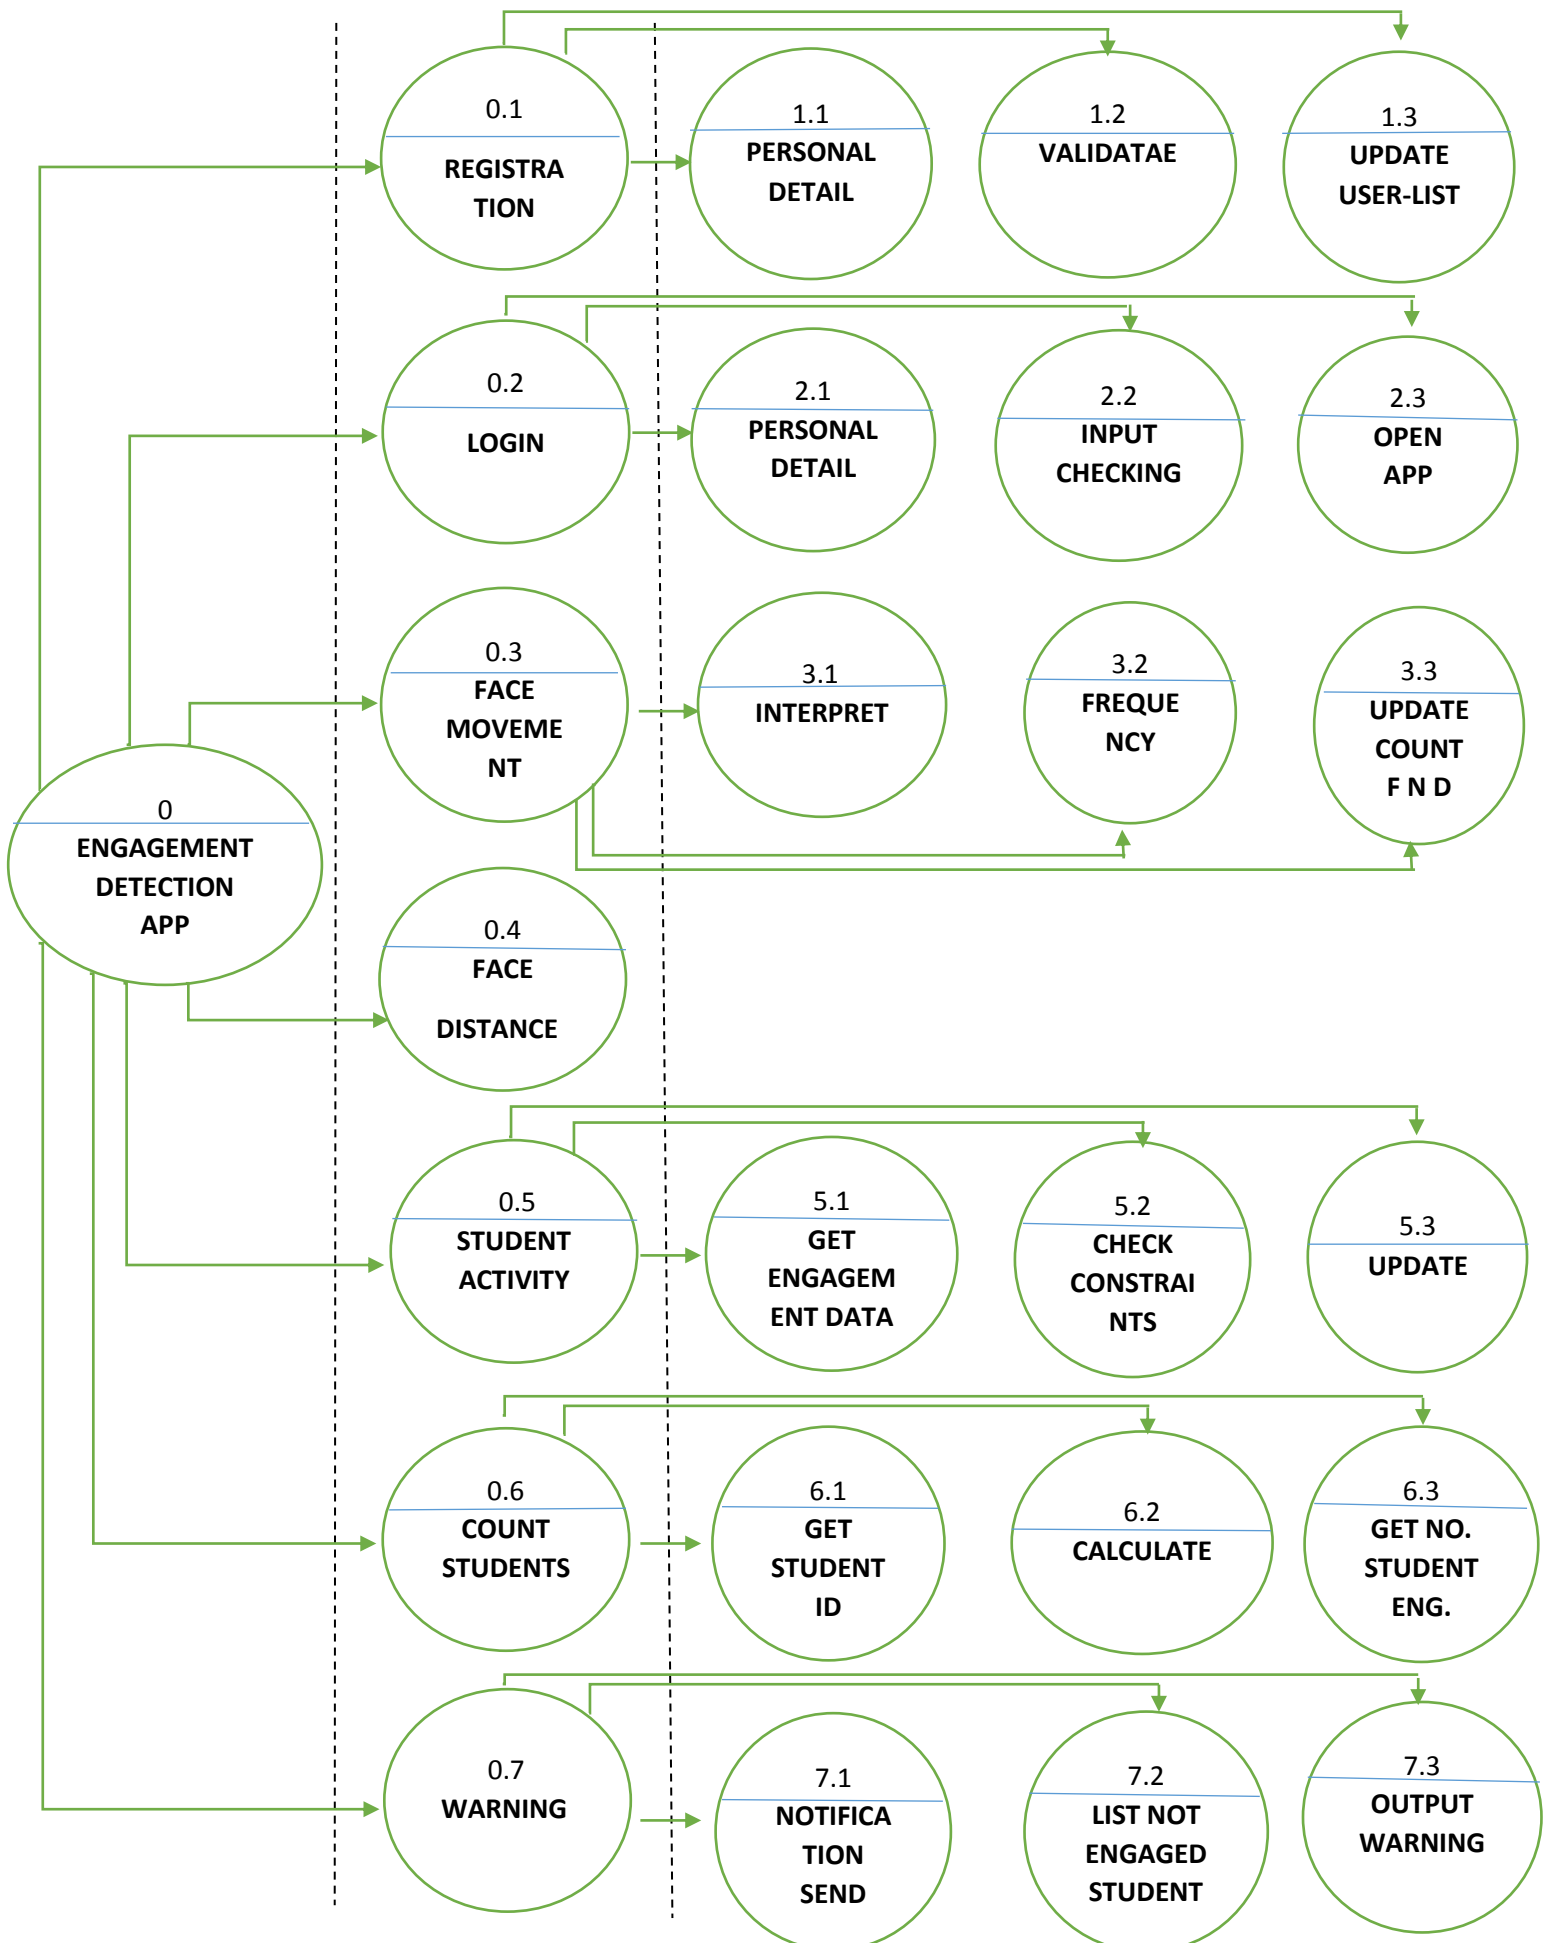 0.1
REGISTRA
TION
1.1
PERSONAL
DETAIL
1.2
VALIDATAE
1.3
UPDATE
USER-LIST
0.2
LOGIN
2.1
PERSONAL
DETAIL
2.2
INPUT
CHECKING
2.3
OPEN
APP
0.3
FACE
MOVEME
NT
3.1
INTERPRET
3.2
FREQUE
NCY
3.3
UPDATE
COUNT
F N D
0
ENGAGEMENT
DETECTION
APP
0.4
FACE
DISTANCE
0.5
STUDENT
ACTIVITY
5.1
GET
ENGAGEM
ENT DATA
5.2
CHECK
CONSTRAI
NTS
5.3
UPDATE
0.6
COUNT
STUDENTS
6.1
GET
STUDENT
ID
6.2
CALCULATE
6.3
GET NO.
STUDENT
ENG.
0.7
WARNING
7.1
NOTIFICA
TION
SEND
7.2
LIST NOT
ENGAGED
STUDENT
7.3
OUTPUT
WARNING